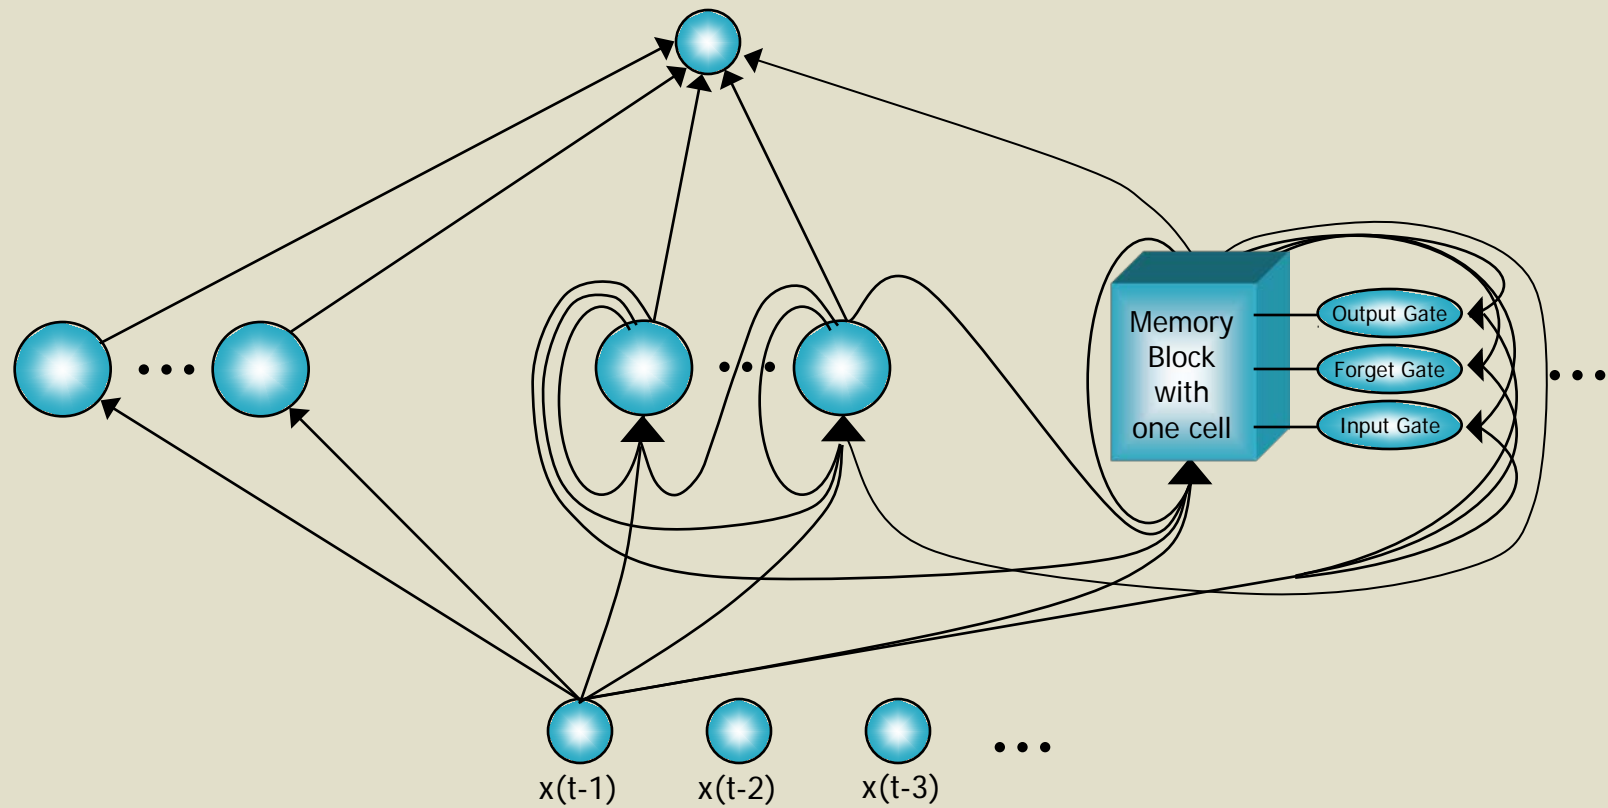 Memory
Block
with
one cell
Output Gate
Forget Gate
Input Gate
x(t-1)
x(t-2)
x(t-3)